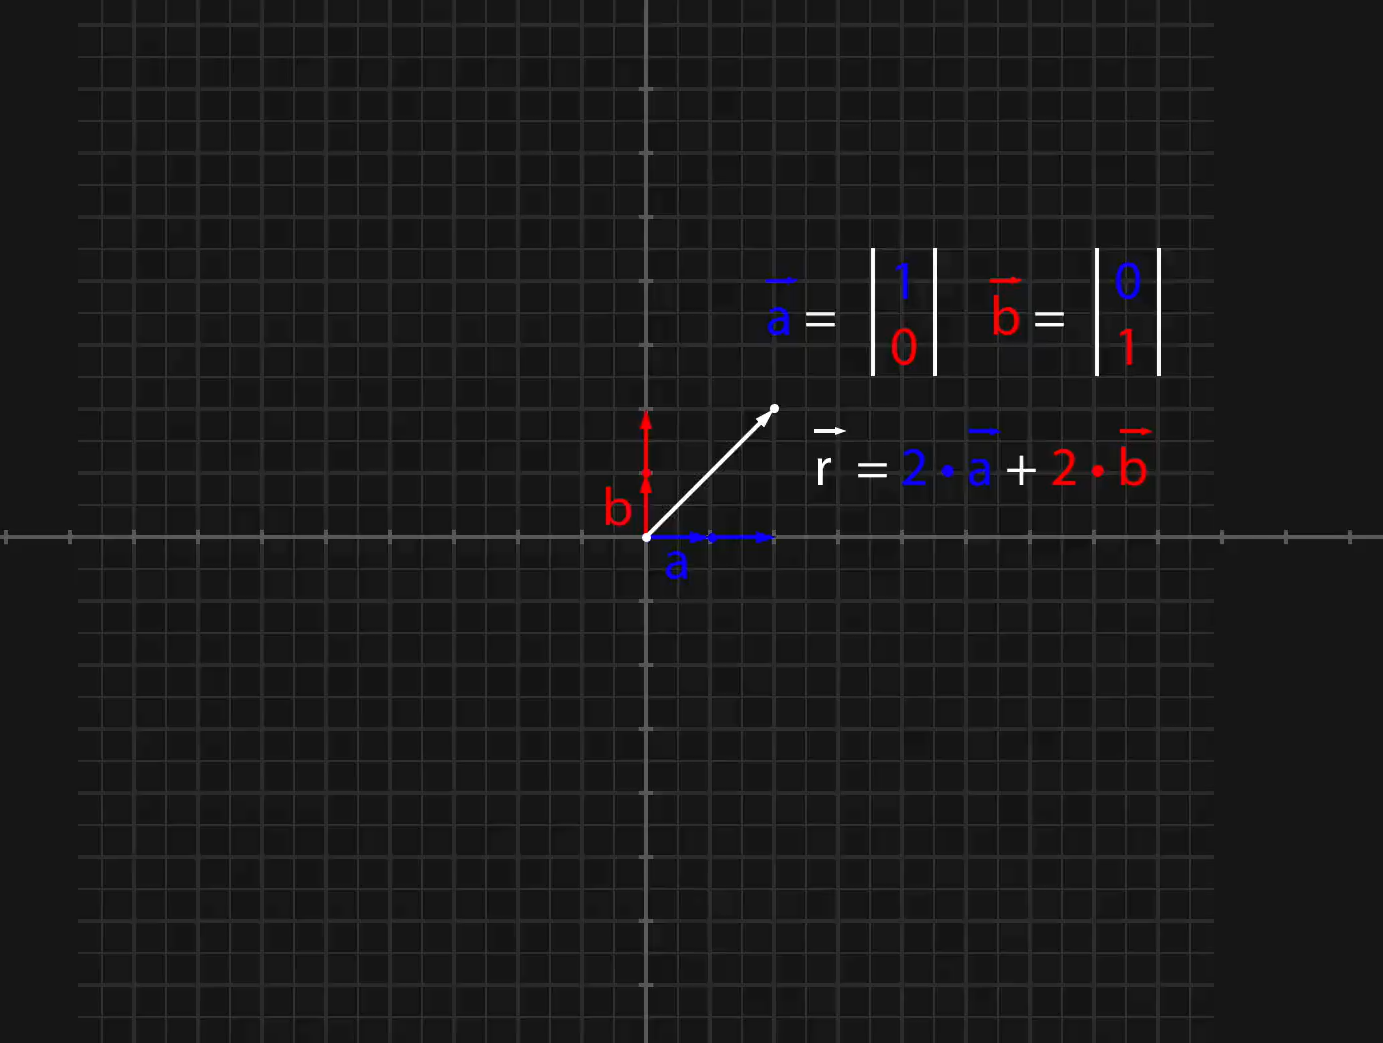 a = |1 0| b = |0 1|
r = 2 • a + 2 • b
b
a